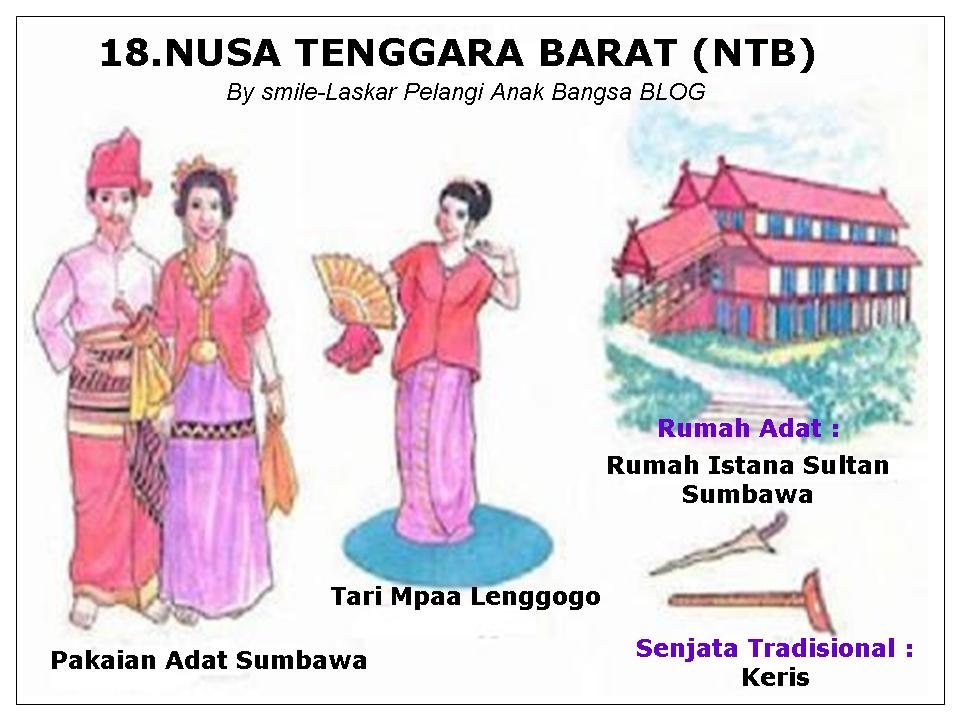 18.NUSA TENGGARA BARAT (NTB)
By smile-Laskar Pelangi Anak Bangsa BLOG
Rumah Adat :
Rumah Istana Sultan
Sumbawa
Tari Mpaa Lenggogo
Pakaian Adat Sumbawa
Senjata Tradisional :
Keris